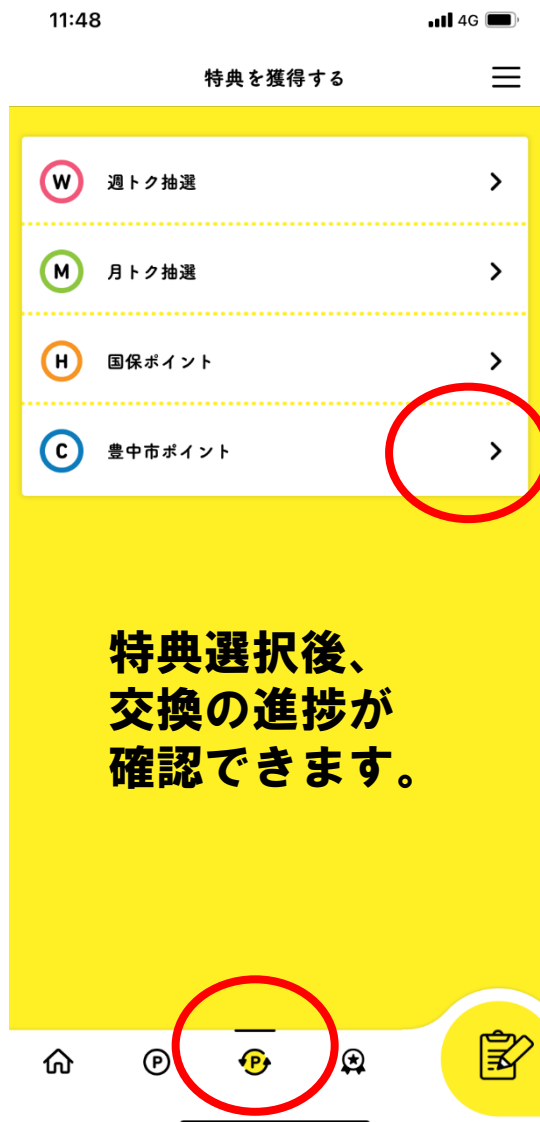 11:48
4G
特典を獲得する
W 週トク抽選
M 月トク抽選
H 国保ポイント
C 豊中市ポイント
特典選択後、
交換の進捗が
確認できます。
P P